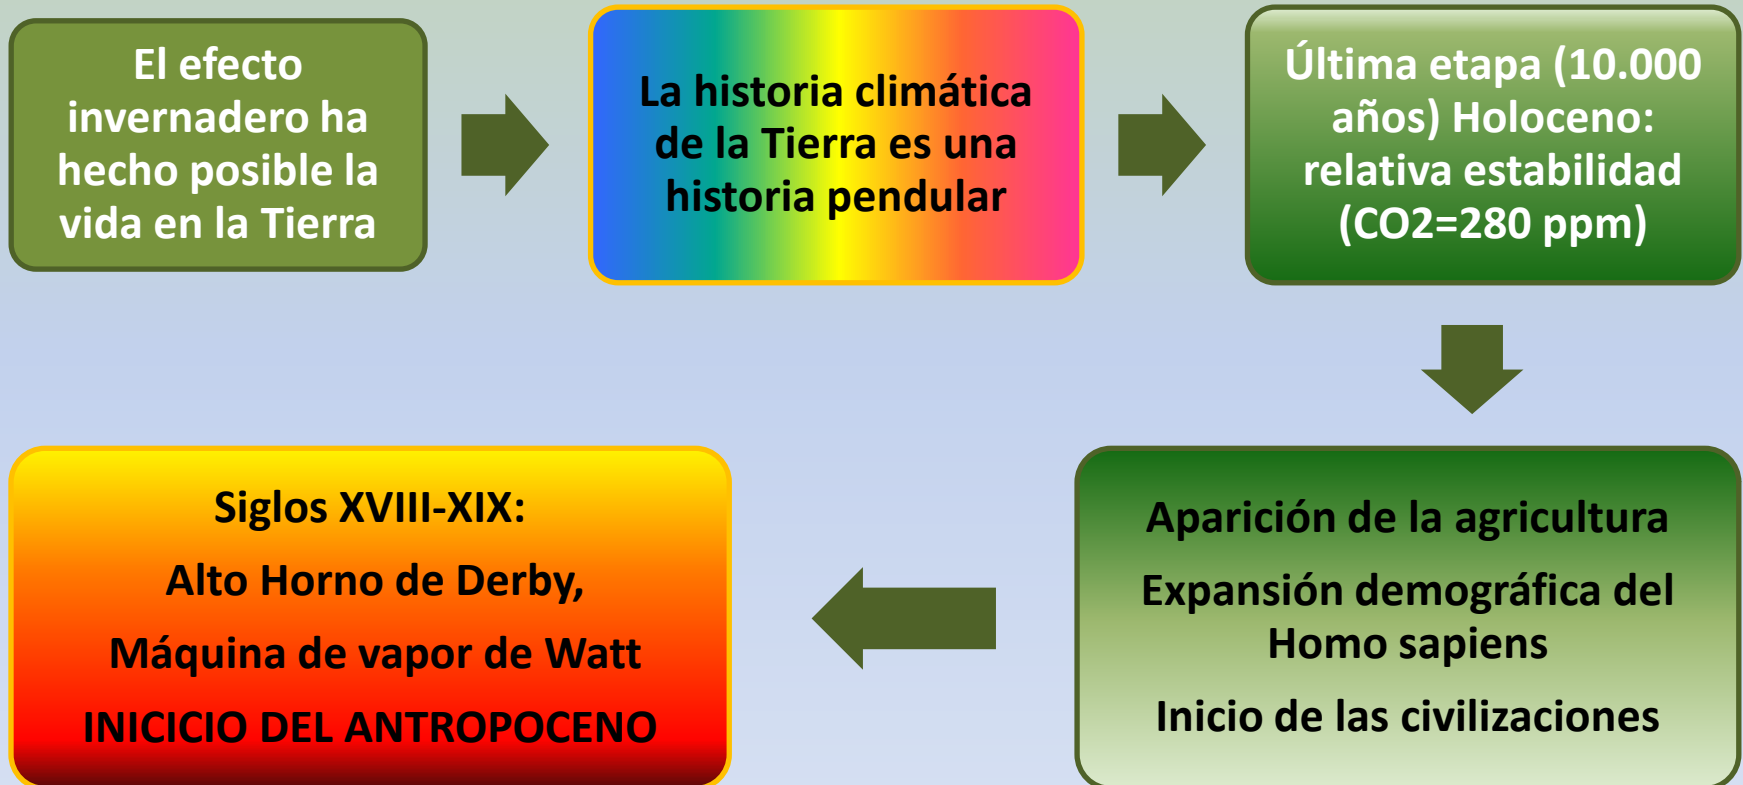 El efecto
invernadero ha
hecho posible la
vida en la Tierra
La historia climática
de la Tierra es una
historia pendular
Última etapa (10.000
años) Holoceno:
relativa estabilidad
(CO2=280 ppm)
Aparición de la agricultura
Expansión demográfica del
Homo sapiens
Inicio de las civilizaciones
Siglos XVIII-XIX:
Alto Horno de Derby,
Máquina de vapor de Watt
INICICIO DEL ANTROPOCENO